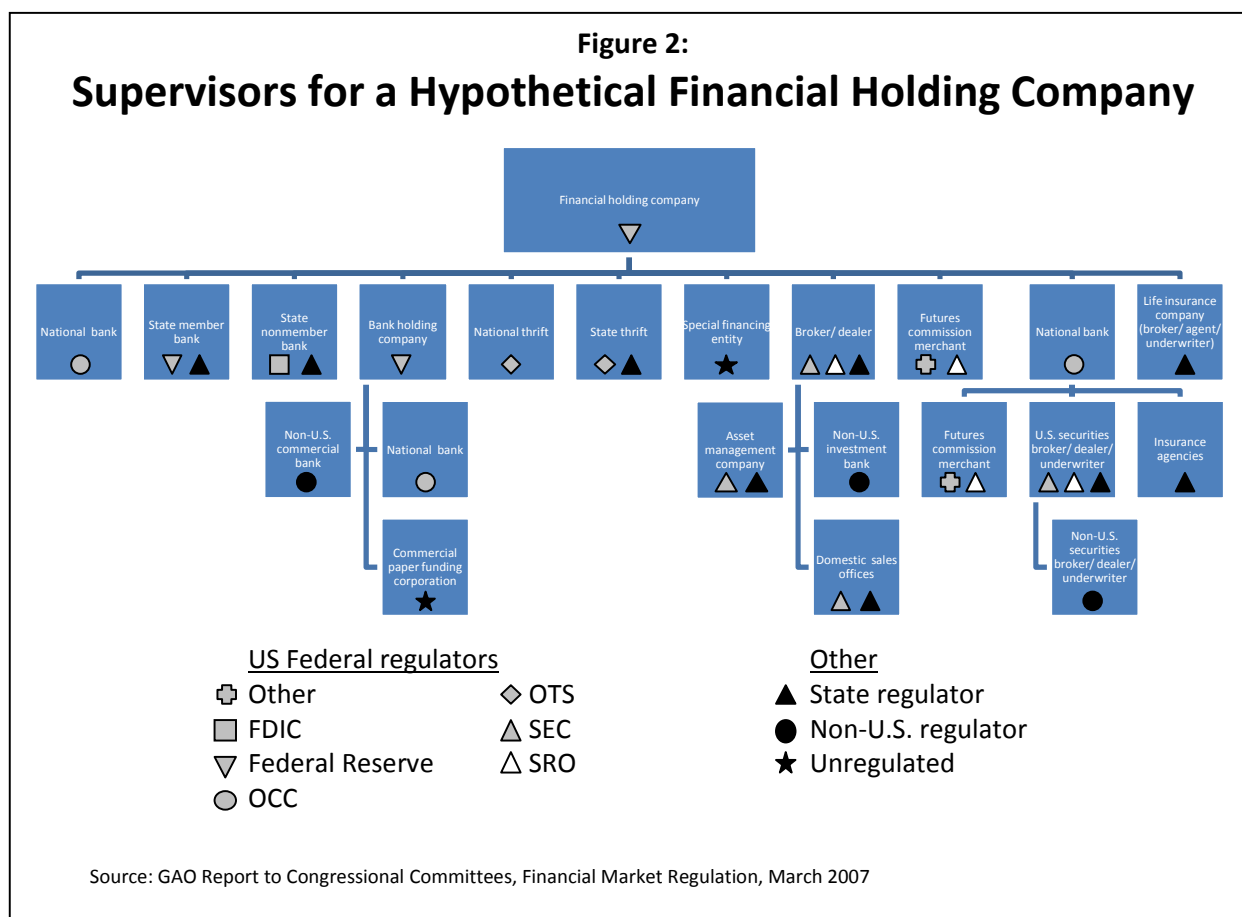 Figure 2:
Supervisors for a Hypothetical Financial Holding Company
Financial holding company
National bank
State member
bank
State
nonmember
bank
Bank holding
company
National thrift
State thrift
Special financing
entity
Broker/ dealer
Futures
commission
merchant
National bank
Life insurance
company
(broker/ agent/
underwriter)
Non-U.S.
commercial
bank
National bank
Asset
management
company
Non-U.S.
investment
bank
Futures
commission
merchant
U.S. securities
broker/ dealer/
underwriter
Insurance
agencies
Commercial
paper funding
corporation
Domestic sales
offices
Non-U.S.
securities
broker/ dealer/
underwriter
US Federal regulators
Other
FDIC
Federal Reserve
OCC
OTS
SEC
SRO
Other
State regulator
Non-U.S. regulator
Unregulated
Source: GAO Report to Congressional Committees, Financial Market Regulation, March 2007